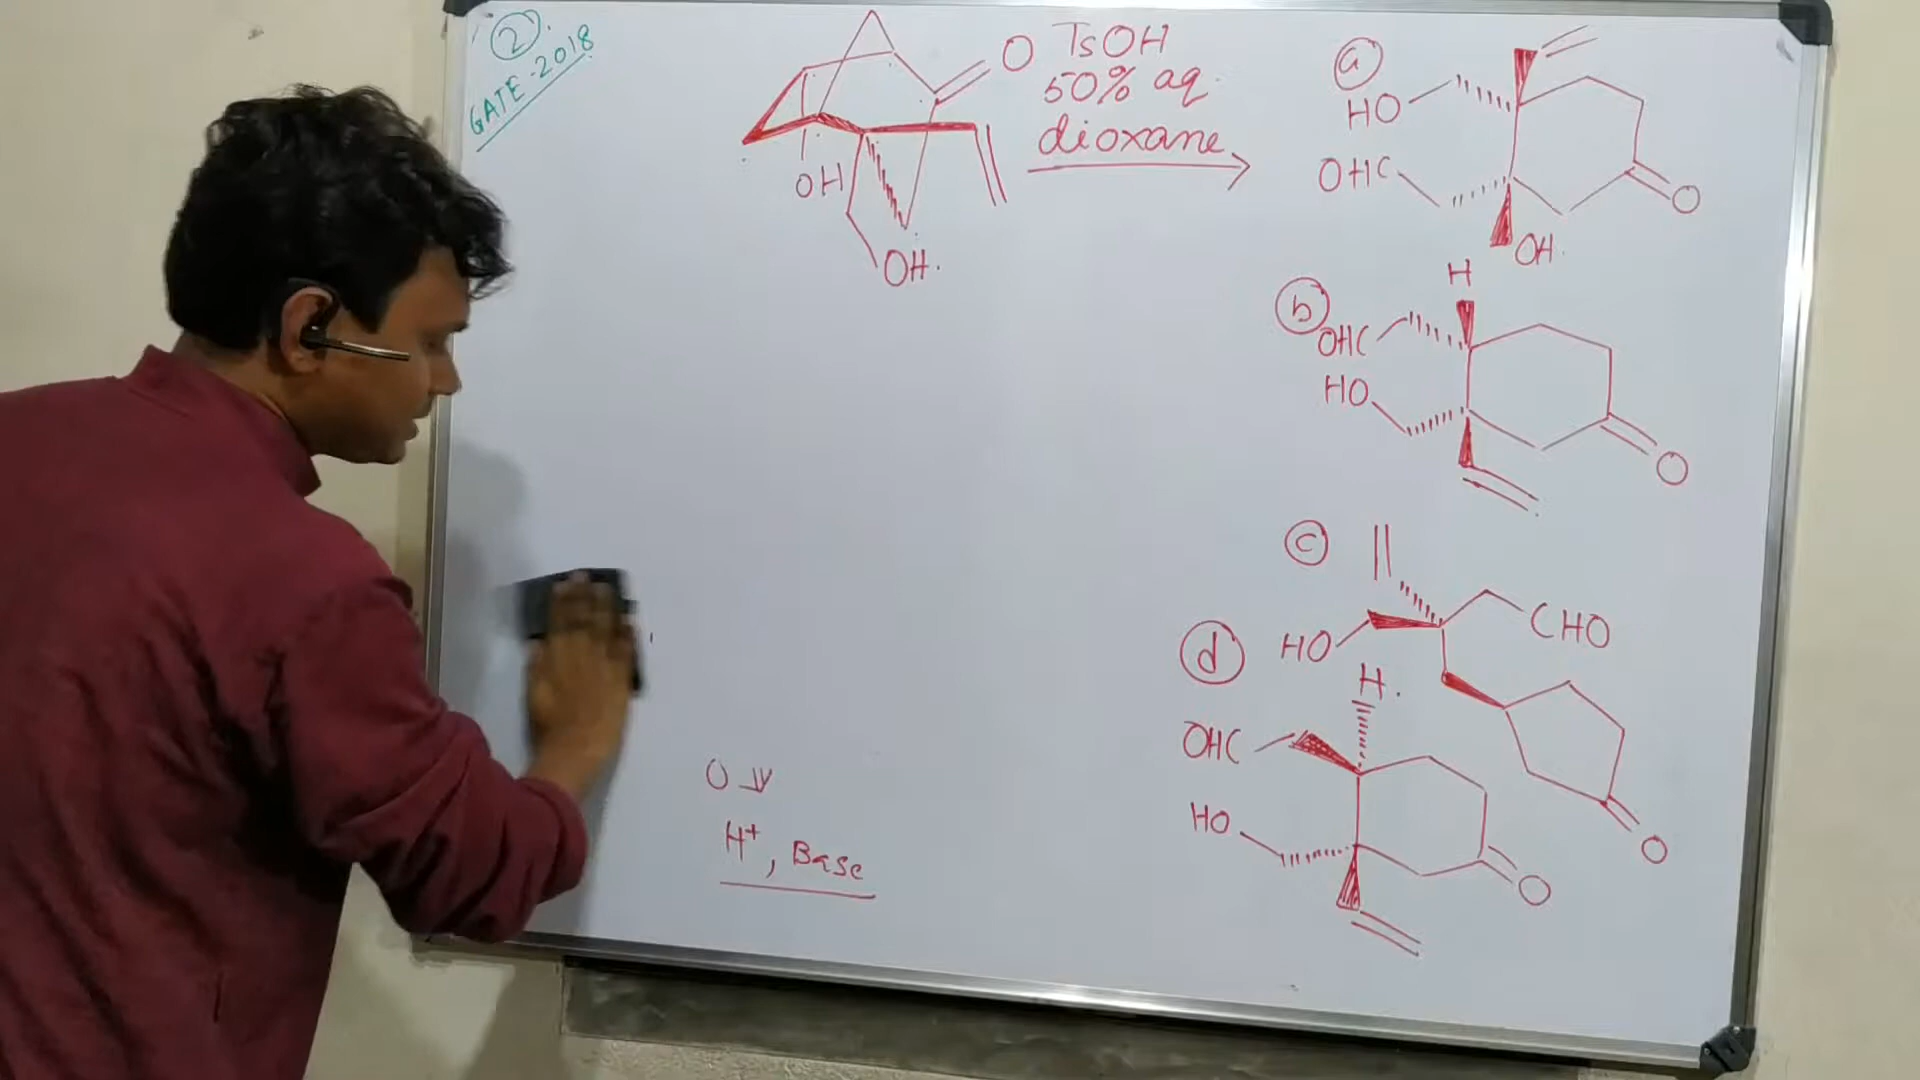 2.
GATE-2018
O
OH
OH.
TsOH
50% aq.
dioxane
a
HO
OHC
O
OH.
b
H
OHC
HO
O
c
HO
CHO
O
d
H.
OHC
HO
O
H+, Base